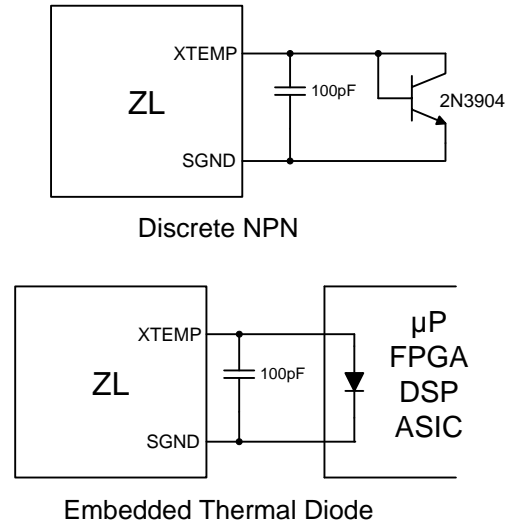 XTEMP
ZL
100pF
2N3904
SGND
Discrete NPN
XTEMP
ZL
100pF
SGND
µP
FPGA
DSP
ASIC
Embedded Thermal Diode